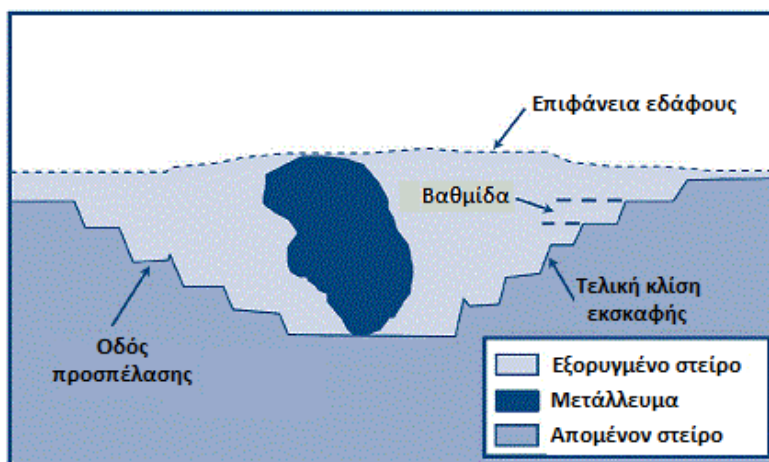 Επιφάνεια εδάφους
Βαθμίδα
Τελική κλίση
εκσκαφής
Οδός
προσπέλασης
Εξορυγμένο στείρο
Μετάλλευμα
Απομένον στείρο